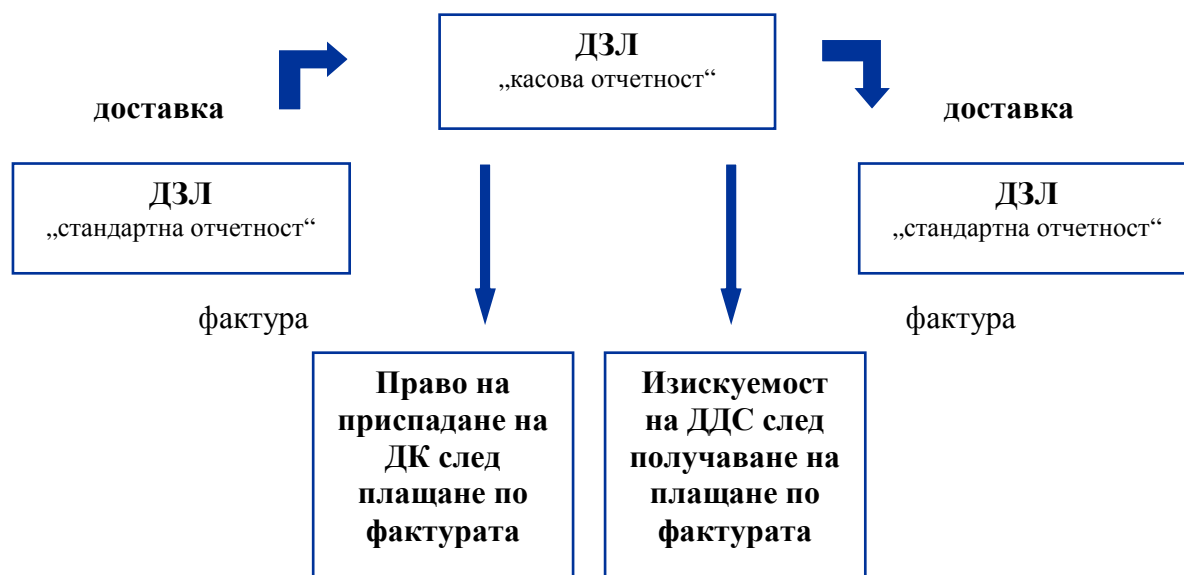 ДЗЛ
„касова отчетност“
доставка
доставка
ДЗЛ
„стандартна отчетност“
ДЗЛ
„стандартна отчетност“
фактура
фактура
Право на
приспадане на
ДК след
плащане по
фактурата
Изискуемост
на ДДС след
получаване на
плащане по
фактурата